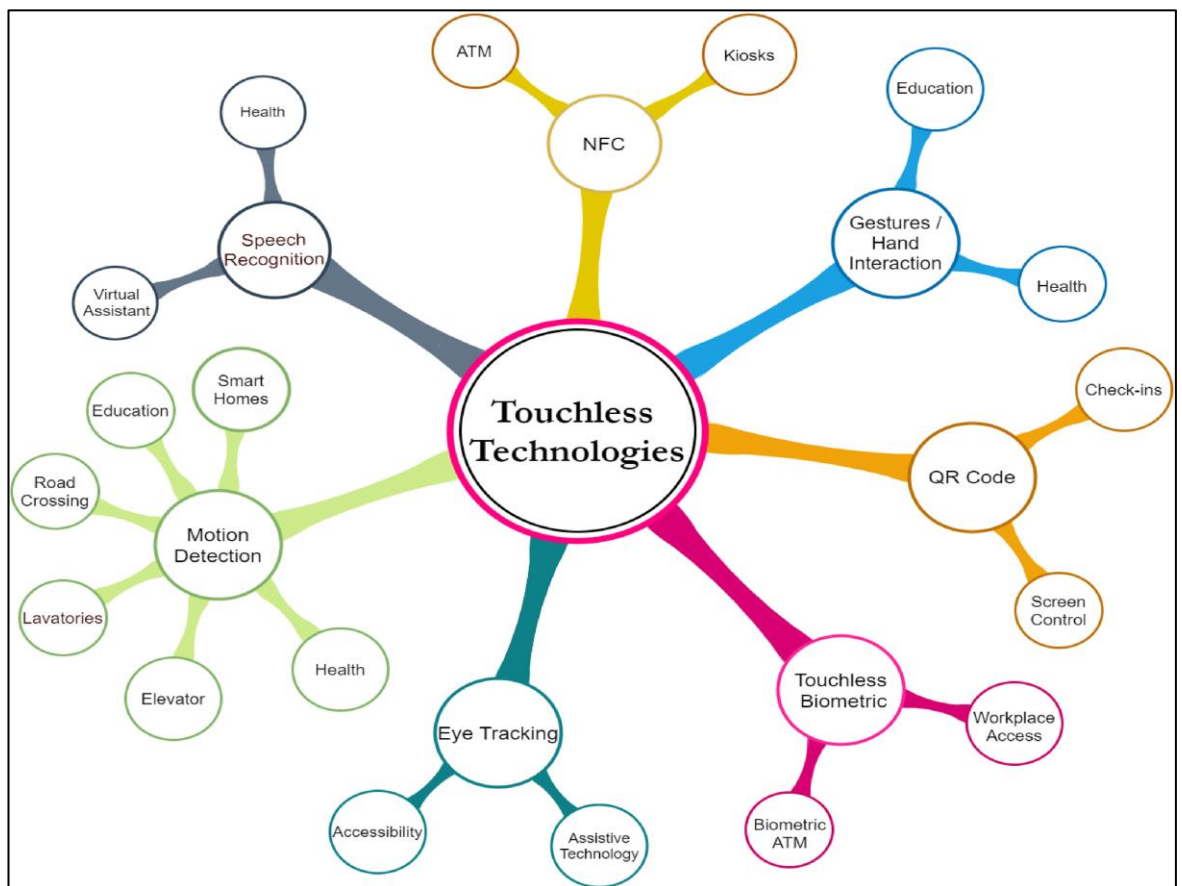 Touchless
Technologies
NFC
ATM
Kiosks
Gestures /
Hand
Interaction
Education
Health
QR Code
Check-ins
Screen
Control
Touchless
Biometric
Workplace
Access
Biometric
ATM
Eye Tracking
Assistive
Technology
Accessibility
Motion
Detection
Health
Elevator
Lavatories
Road
Crossing
Education
Smart
Homes
Speech
Recognition
Virtual
Assistant
Health